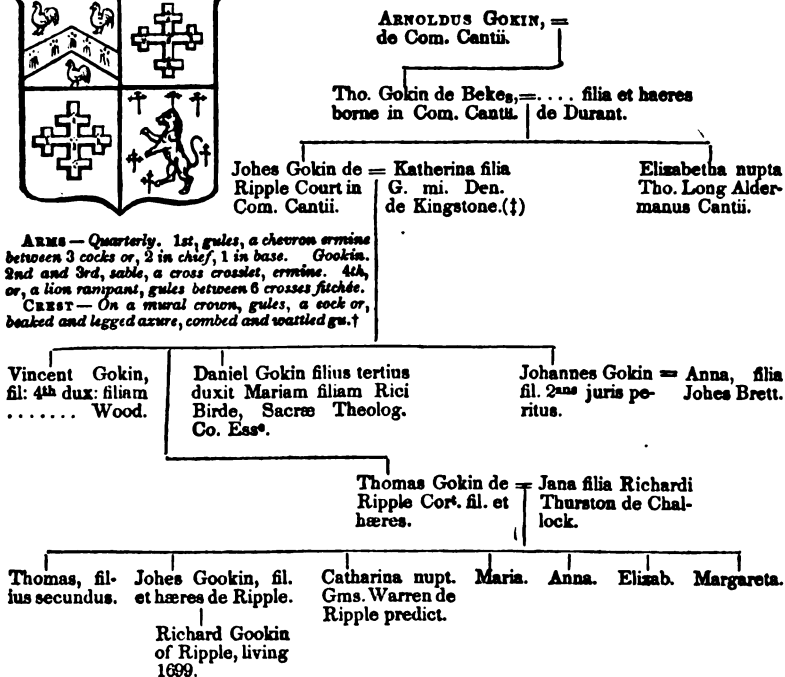 ARNOLDUS GOKIN, =
de Com. Cantii.
Tho. Gokin de Bekes, = . . . . filia et haeres
borne in Com. Cantii. de Durant.
Johes Gokin de = Katherina filia
Ripple Court in G. mi. Den.
Com. Cantii. de Kingstone.(‡)
Elizabetha nupta
Tho. Long Alder-
manus Cantii.
ARMS — Quarterly. 1st, gules, a chevron ermine
between 3 cocks or, 2 in chief, 1 in base. Gookin.
2nd and 3rd, sable, a cross crosslet, ermine. 4th,
or, a lion rampant, gules between 6 crosses fitchée.
CREST — On a mural crown, gules, a cock or,
beaked and legged azure, combed and wattled gu.†
Vincent Gokin,
fil: 4th dux: filiam
. . . . . . . Wood.
Daniel Gokin filius tertius
duxit Mariam filiam Rici
Birde, Sacræ Theolog.
Co. Esse.
Johannes Gokin = Anna, filia
fil. 2ans juris pe- Johes Brett.
ritus.
Thomas Gokin de = Jana filia Richardi
Ripple Cort. fil. et Thurston de Chal-
hæres. lock.
Thomas, fil-
ius secundus.
Johes Gookin, fil.
et hæres de Ripple.
Catharina nupt.
Gms. Warren de
Ripple predict.
Maria. Anna. Elizab. Margareta.
Richard Gookin
of Ripple, living
1699.